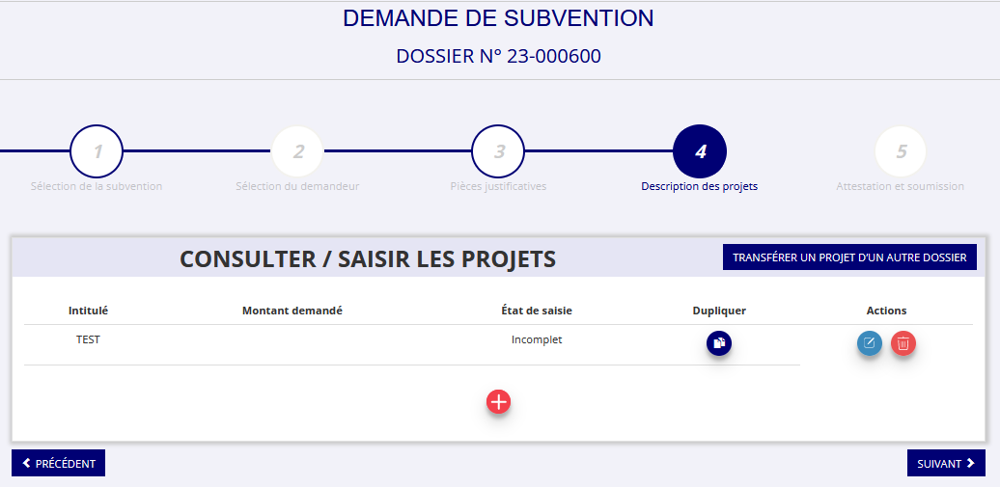 DEMANDE DE SUBVENTION
DOSSIER N° 23-000600
1 2 3 4 5
Sélection de la subvention Sélection du demandeur Pièces justificatives Description des projets Attestation et soumission
CONSULTER / SAISIR LES PROJETS TRANSFÉRER UN PROJET D'UN AUTRE DOSSIER
Intitulé Montant demandé État de saisie Dupliquer Actions
TEST Incomplet
PRÉCÉDENT SUIVANT